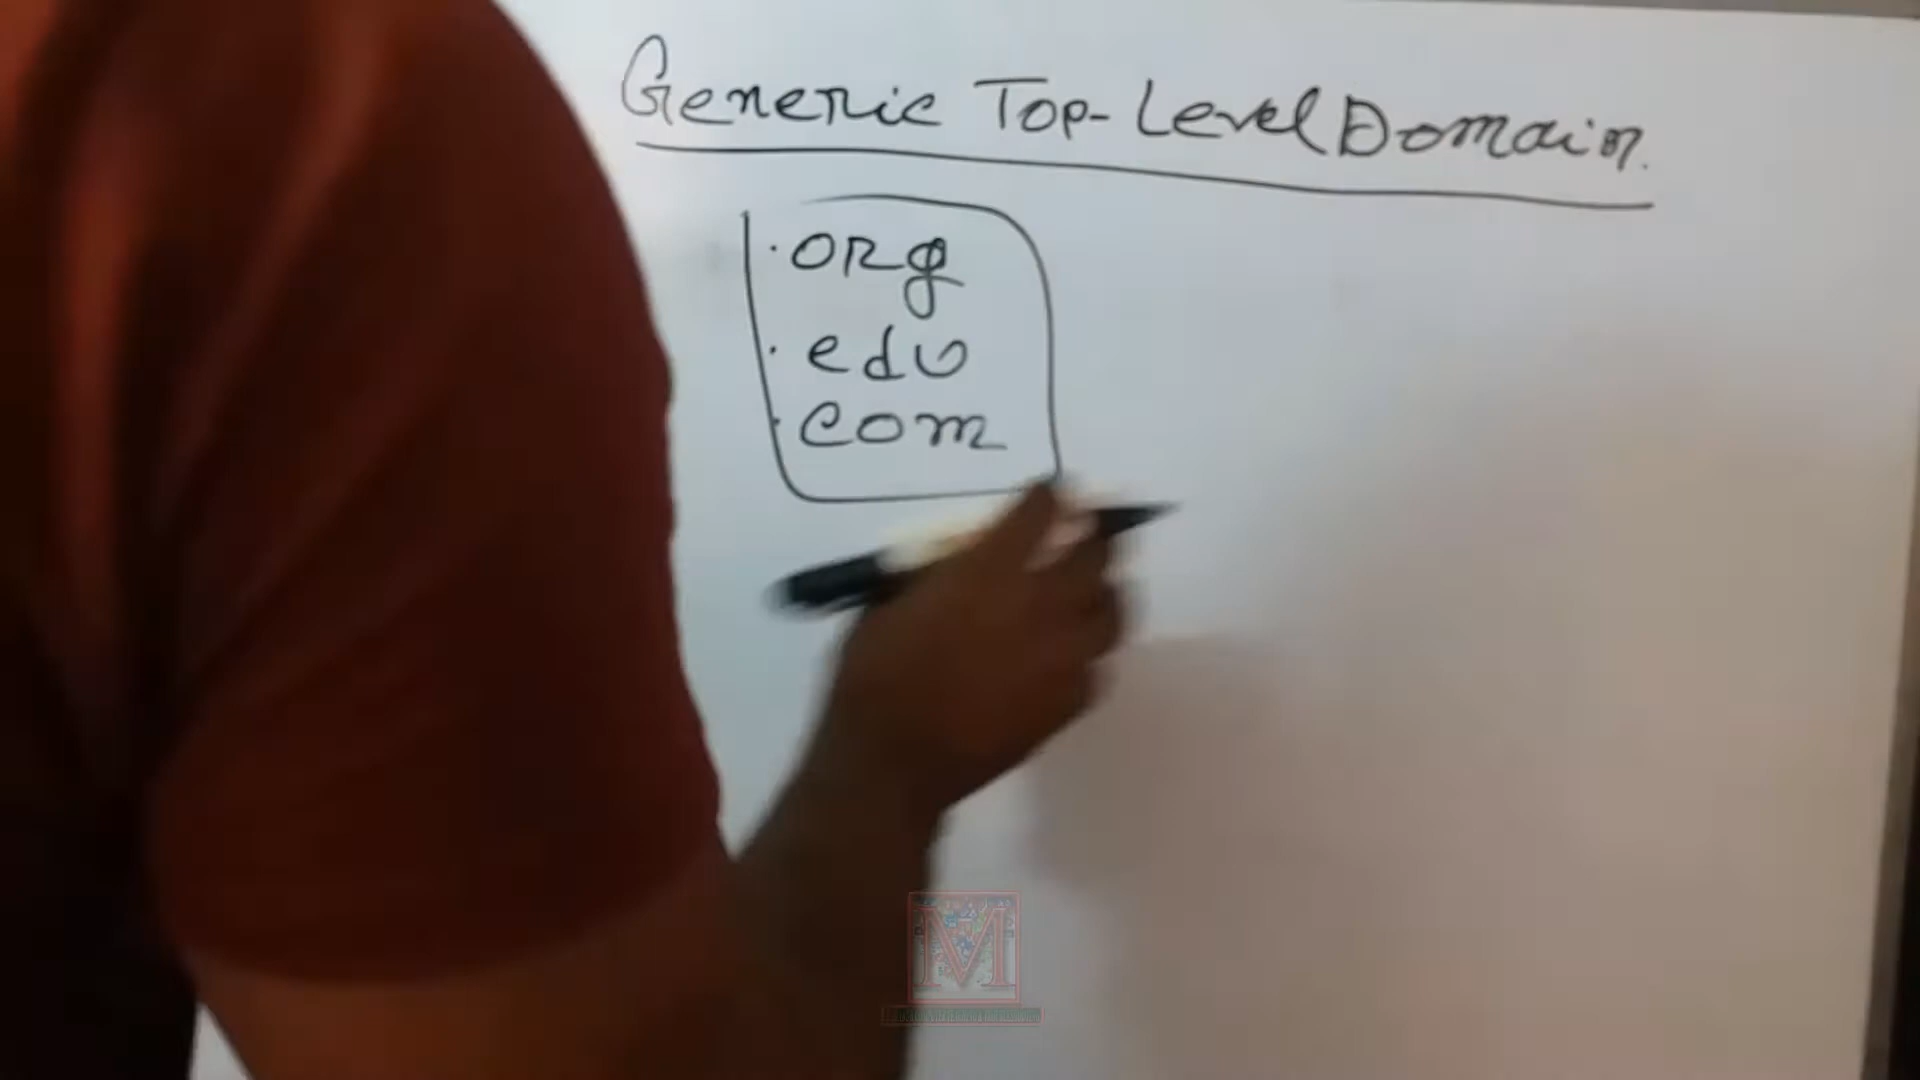 Generic Top-Level Domain.
.org
.edu
.com